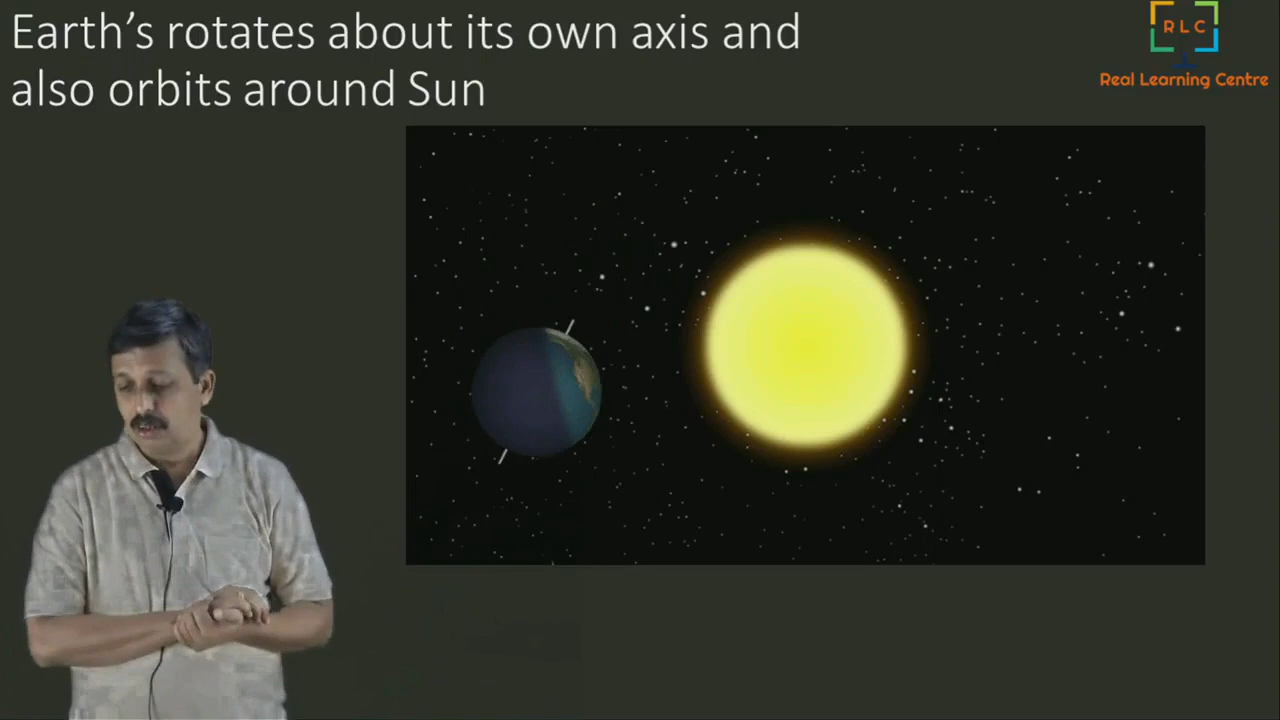 Earth's rotates about its own axis and
also orbits around Sun
RLC
Real Learning Centre